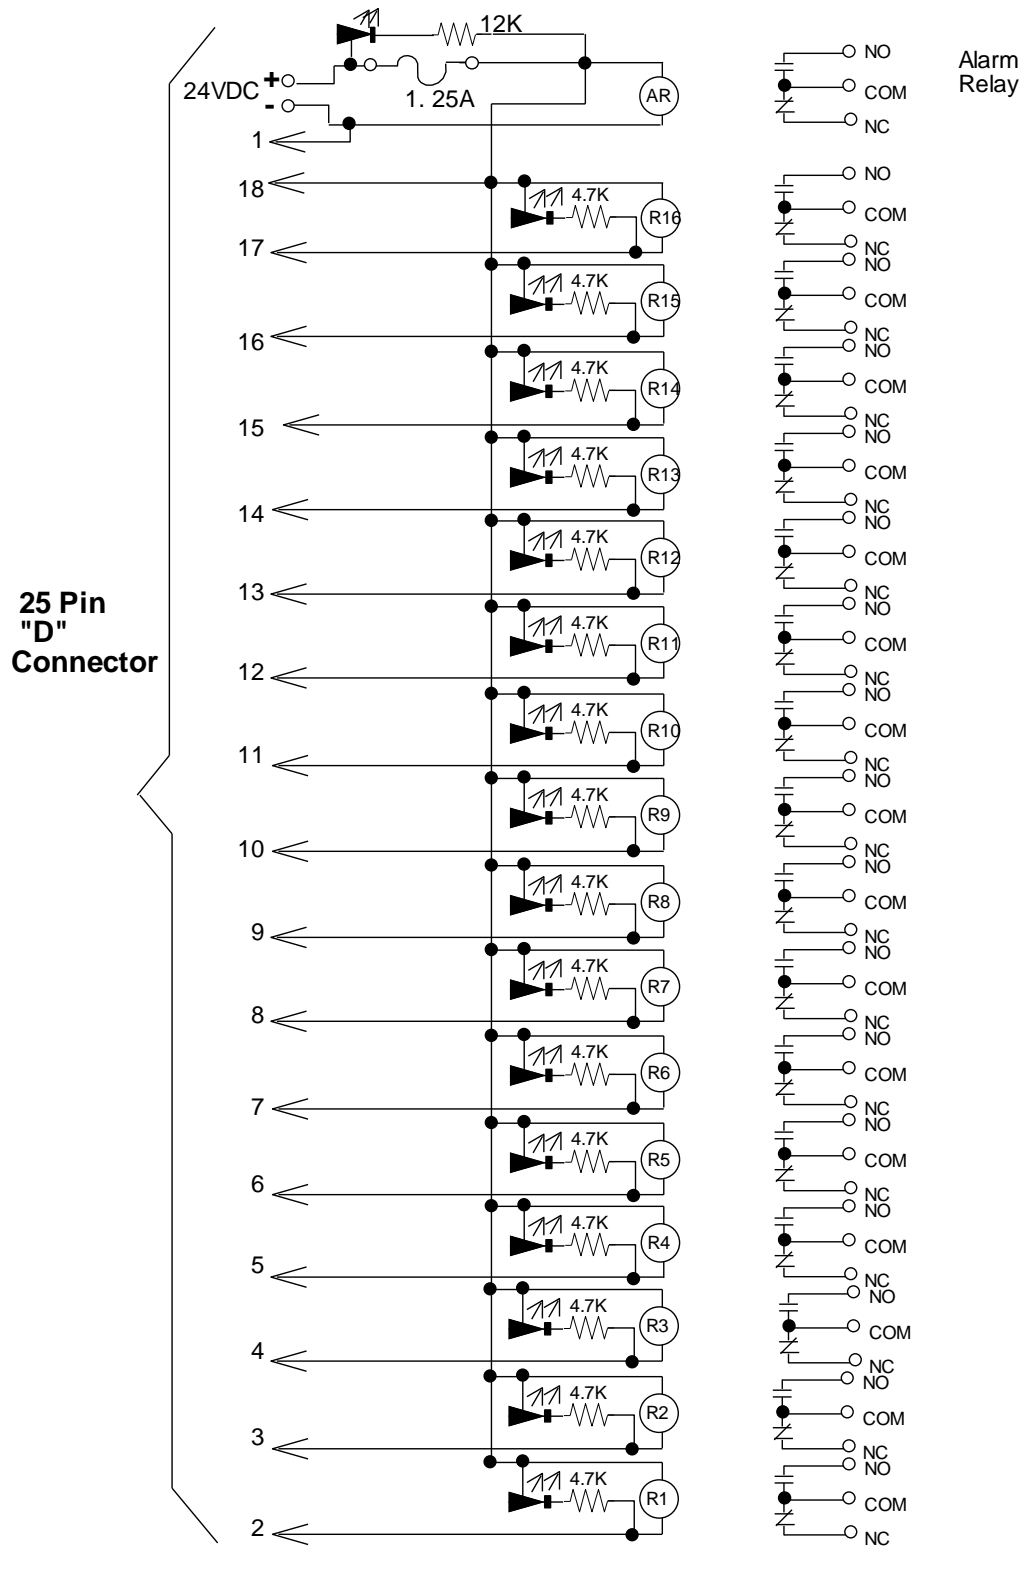 12K
24VDC
+
-
1. 25A
AR
NO
COM
NC
Alarm
Relay
1
18
4.7K
R16
NO
COM
NC
17
4.7K
R15
NO
COM
NC
16
4.7K
R14
NO
COM
NC
15
4.7K
R13
NO
COM
NC
14
4.7K
R12
NO
COM
NC
13
25 Pin
"D"
Connector
4.7K
R11
NO
COM
NC
12
4.7K
R10
NO
COM
NC
11
4.7K
R9
NO
COM
NC
10
4.7K
R8
NO
COM
NC
9
4.7K
R7
NO
COM
NC
8
4.7K
R6
NO
COM
NC
7
4.7K
R5
NO
COM
NC
6
4.7K
R4
NO
COM
NC
5
4.7K
R3
NO
COM
NC
4
4.7K
R2
NO
COM
NC
3
4.7K
R1
NO
COM
NC
2